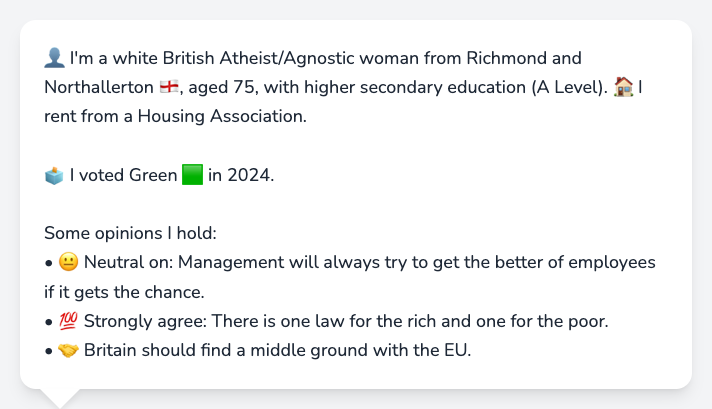 👤 I'm a white British Atheist/Agnostic woman from Richmond and
Northallerton 🏴󠁧󠁢󠁥󠁮󠁧󠁿, aged 75, with higher secondary education (A Level). 🏠 I
rent from a Housing Association.
🗳️ I voted Green 🟩 in 2024.
Some opinions I hold:
• 😐 Neutral on: Management will always try to get the better of employees
if it gets the chance.
• 💯 Strongly agree: There is one law for the rich and one for the poor.
• 🤝 Britain should find a middle ground with the EU.